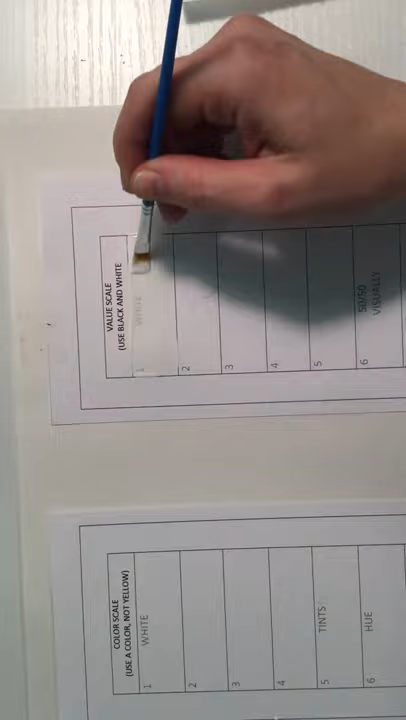 VALUE SCALE
(USE BLACK AND WHITE
1 WHITE
2
3
4
5
6 50/50
VISUALLY
COLOR SCALE
(USE A COLOR, NOT YELLOW)
1 WHITE
2
3
4
5 TINTS
6 HUE